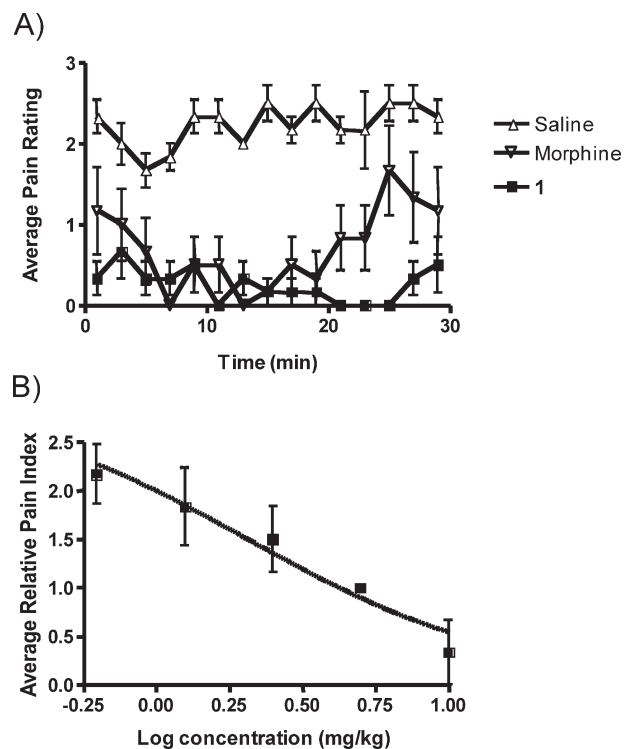 A)
Average Pain Rating
3
2
1
0
0 10 20 30
Time (min)
Saline
Morphine
1
B)
Average Relative Pain Index
2.5
2.0
1.5
1.0
0.5
0.0
-0.25 0.00 0.25 0.50 0.75 1.00
Log concentration (mg/kg)